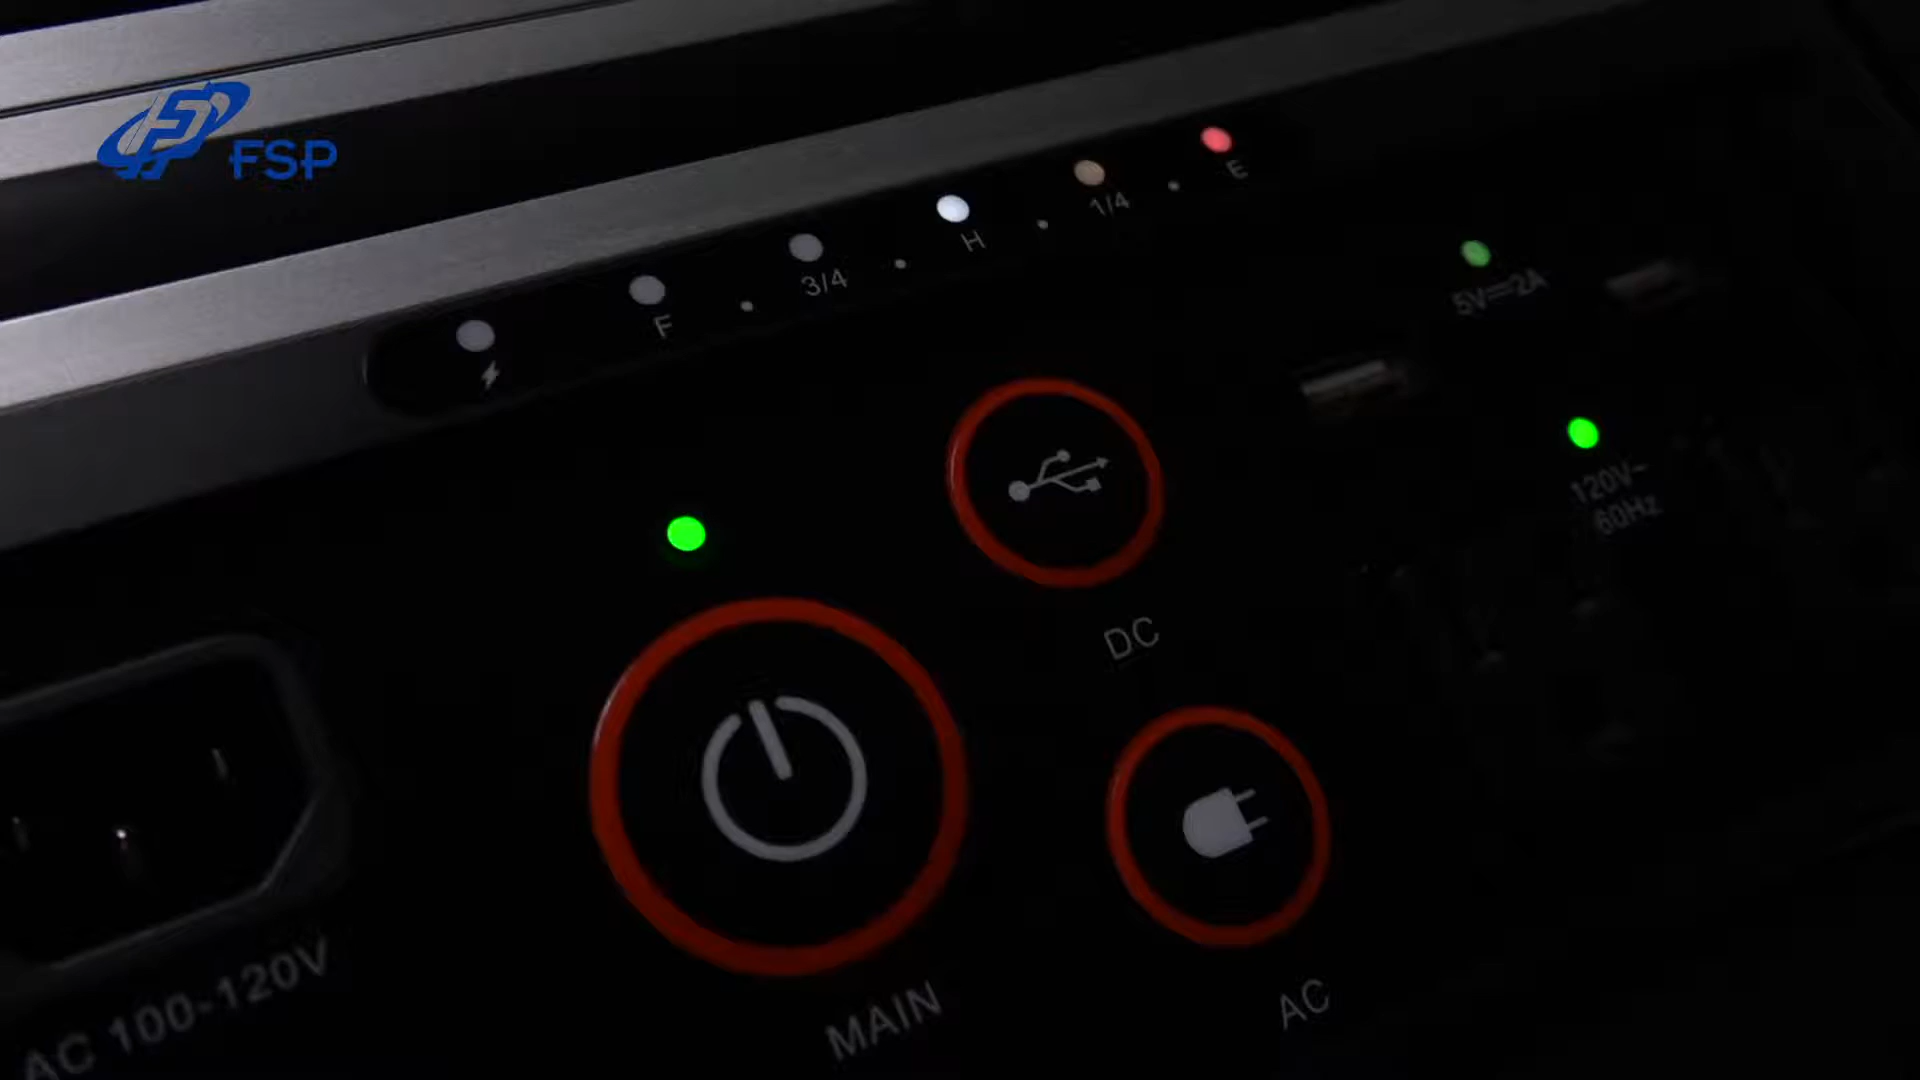 FSP
F
3/4
H
1/4
E
5V⎓2A
120V~
60Hz
DC
MAIN
AC
AC 100-120V